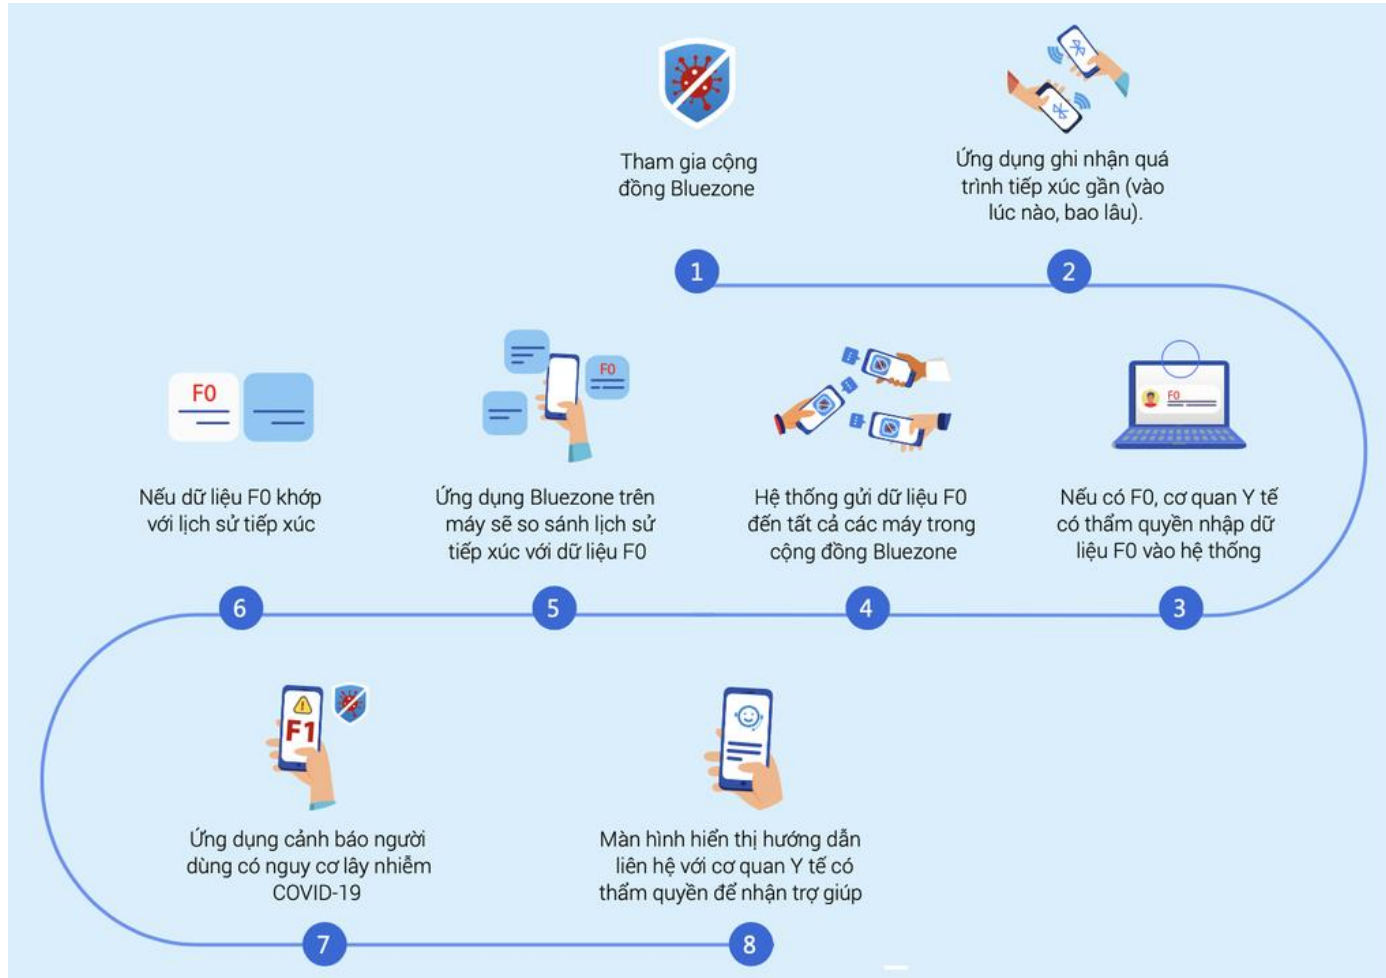 Tham gia cộng
đồng Bluezone
Ứng dụng ghi nhận quá
trình tiếp xúc gần (vào
lúc nào, bao lâu).
1
2
F0
Nếu có F0, cơ quan Y tế
có thẩm quyền nhập dữ
liệu F0 vào hệ thống
3
Hệ thống gửi dữ liệu F0
đến tất cả các máy trong
cộng đồng Bluezone
4
F0
Ứng dụng Bluezone trên
máy sẽ so sánh lịch sử
tiếp xúc với dữ liệu F0
5
F0
Nếu dữ liệu F0 khớp
với lịch sử tiếp xúc
6
F1
Ứng dụng cảnh báo người
dùng có nguy cơ lây nhiễm
COVID-19
7
Màn hình hiển thị hướng dẫn
liên hệ với cơ quan Y tế có
thẩm quyền để nhận trợ giúp
8